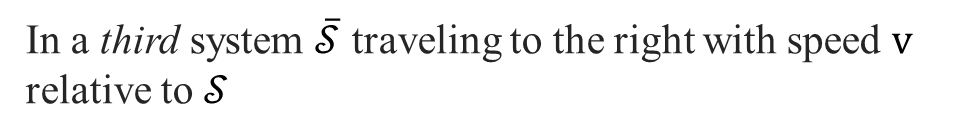 In a third system 𝒮̄ traveling to the right with speed v
relative to 𝒮